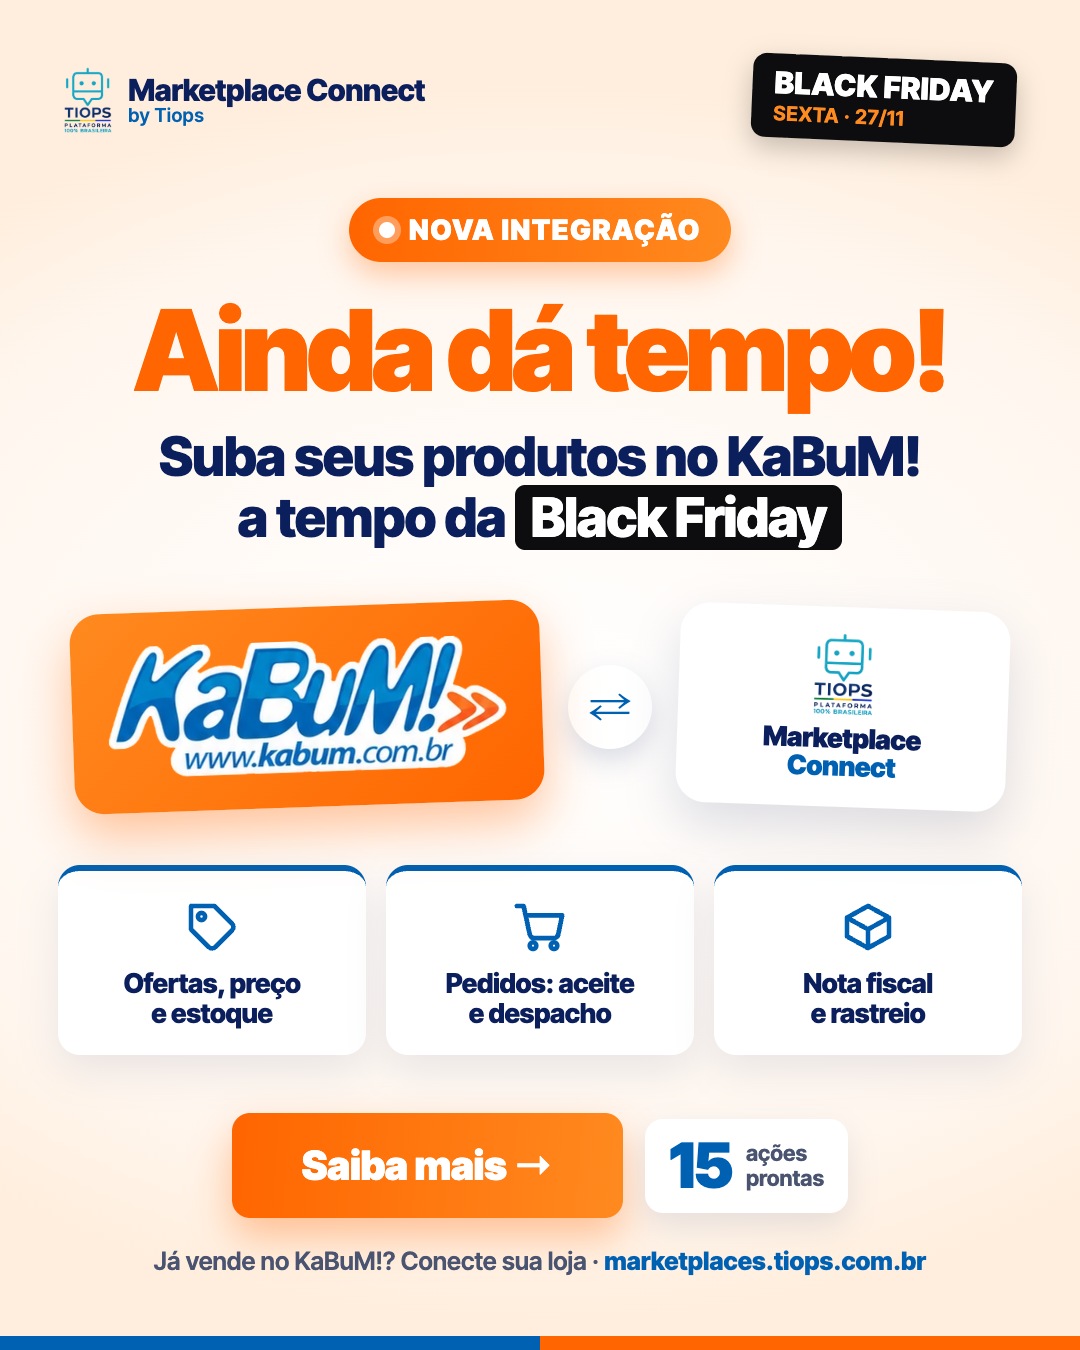 TIOPS
PLATAFORMA
100% BRASILEIRA
Marketplace Connect
by Tiops
BLACK FRIDAY
SEXTA · 27/11
NOVA INTEGRAÇÃO
Ainda dá tempo!
Suba seus produtos no KaBuM!
a tempo da Black Friday
KaBuM!
www.kabum.com.br
TIOPS
PLATAFORMA
100% BRASILEIRA
Marketplace
Connect
Ofertas, preço
e estoque
Pedidos: aceite
e despacho
Nota fiscal
e rastreio
Saiba mais →
15 ações
prontas
Já vende no KaBuM!? Conecte sua loja · marketplaces.tiops.com.br